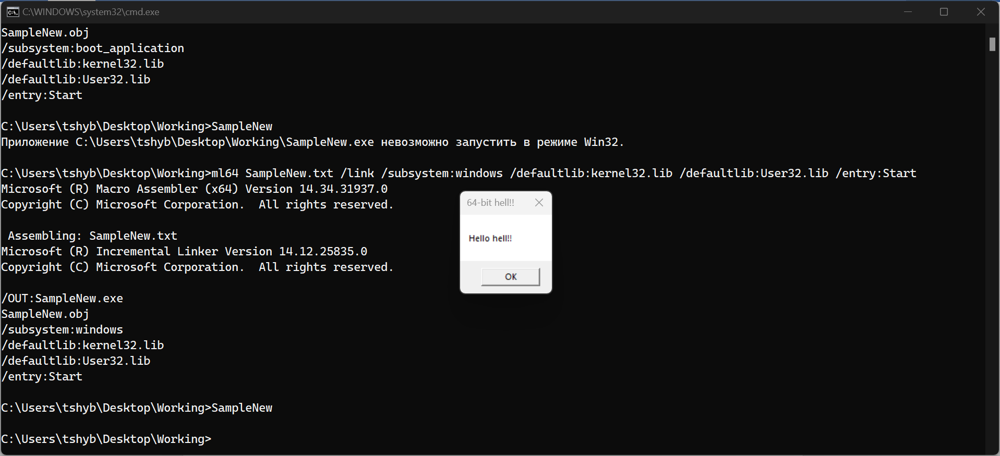 C:\WINDOWS\system32\cmd.exe
SampleNew.obj
/subsystem:boot_application
/defaultlib:kernel32.lib
/defaultlib:User32.lib
/entry:Start
C:\Users\tshyb\Desktop\Working>SampleNew
Приложение C:\Users\tshyb\Desktop\Working\SampleNew.exe невозможно запустить в режиме Win32.
C:\Users\tshyb\Desktop\Working>ml64 SampleNew.txt /link /subsystem:windows /defaultlib:kernel32.lib /defaultlib:User32.lib /entry:Start
Microsoft (R) Macro Assembler (x64) Version 14.34.31937.0
Copyright (C) Microsoft Corporation.  All rights reserved.
 Assembling: SampleNew.txt
Microsoft (R) Incremental Linker Version 14.12.25835.0
Copyright (C) Microsoft Corporation.  All rights reserved.
/OUT:SampleNew.exe
SampleNew.obj
/subsystem:windows
/defaultlib:kernel32.lib
/defaultlib:User32.lib
/entry:Start
C:\Users\tshyb\Desktop\Working>SampleNew
C:\Users\tshyb\Desktop\Working>
64-bit hell!!
Hello hell!!
OK